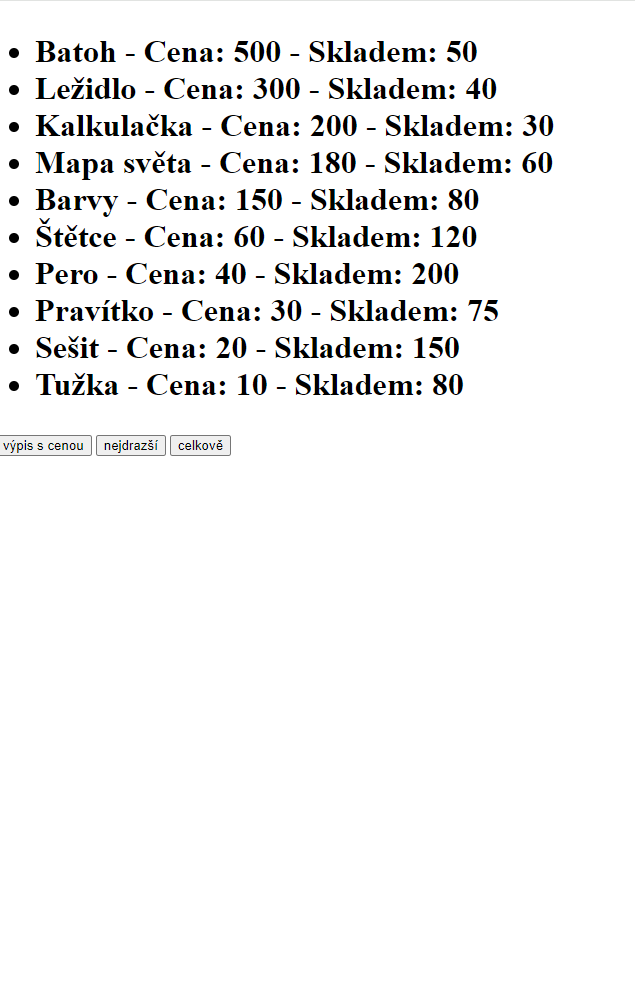 Batoh - Cena: 500 - Skladem: 50
Ležidlo - Cena: 300 - Skladem: 40
Kalkulačka - Cena: 200 - Skladem: 30
Mapa světa - Cena: 180 - Skladem: 60
Barvy - Cena: 150 - Skladem: 80
Štětce - Cena: 60 - Skladem: 120
Pero - Cena: 40 - Skladem: 200
Pravítko - Cena: 30 - Skladem: 75
Sešit - Cena: 20 - Skladem: 150
Tužka - Cena: 10 - Skladem: 80
výpis s cenou nejdrazší celkově